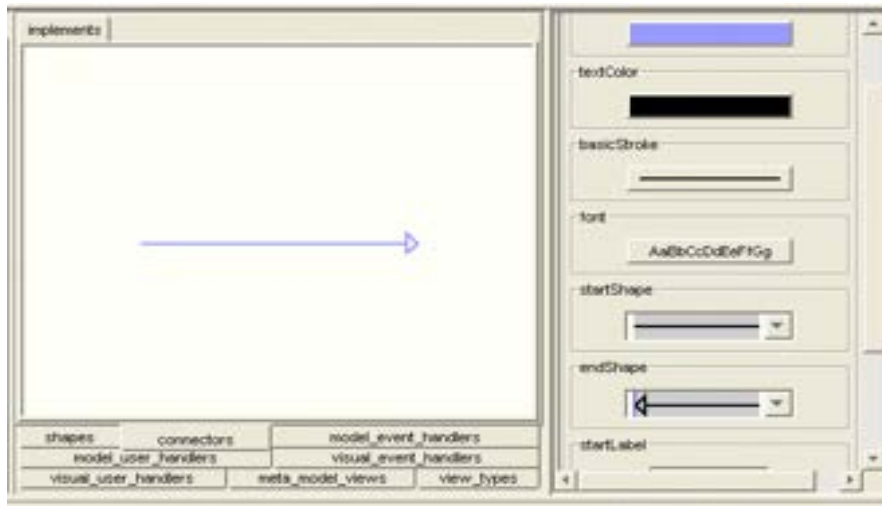 implements
textColor
basicStroke
font
AaBbCcDdEeFfGg
startShape
endShape
startLabel
shapes connectors model_event_handlers
model_user_handlers visual_event_handlers
visual_user_handlers meta_model_views view_types